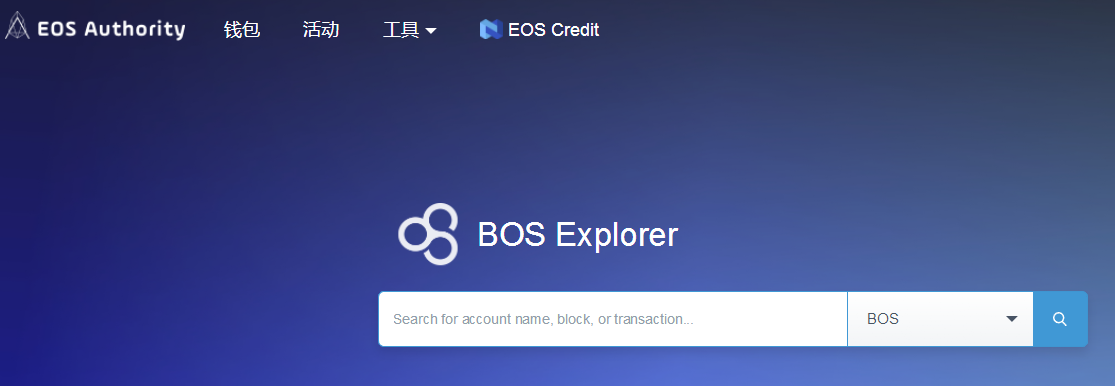 EOS Authority 钱包 活动 工具 EOS Credit
BOS Explorer
Search for account name, block, or transaction... BOS